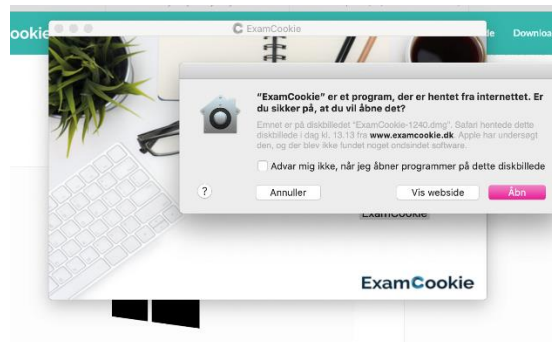 ookie
ExamCookie
le
Downloa
“ExamCookie” er et program, der er hentet fra internettet. Er
du sikker på, at du vil åbne det?
Emnet er på diskbilledet “ExamCookie-1240.dmg”. Safari hentede dette
diskbillede i dag kl. 13.13 fra www.examcookie.dk. Apple har undersøgt
den, og der blev ikke fundet noget ondsindet software.
Advar mig ikke, når jeg åbner programmer på dette diskbillede
?
Annuller
Vis webside
Åbn
ExamCookie
ExamCookie